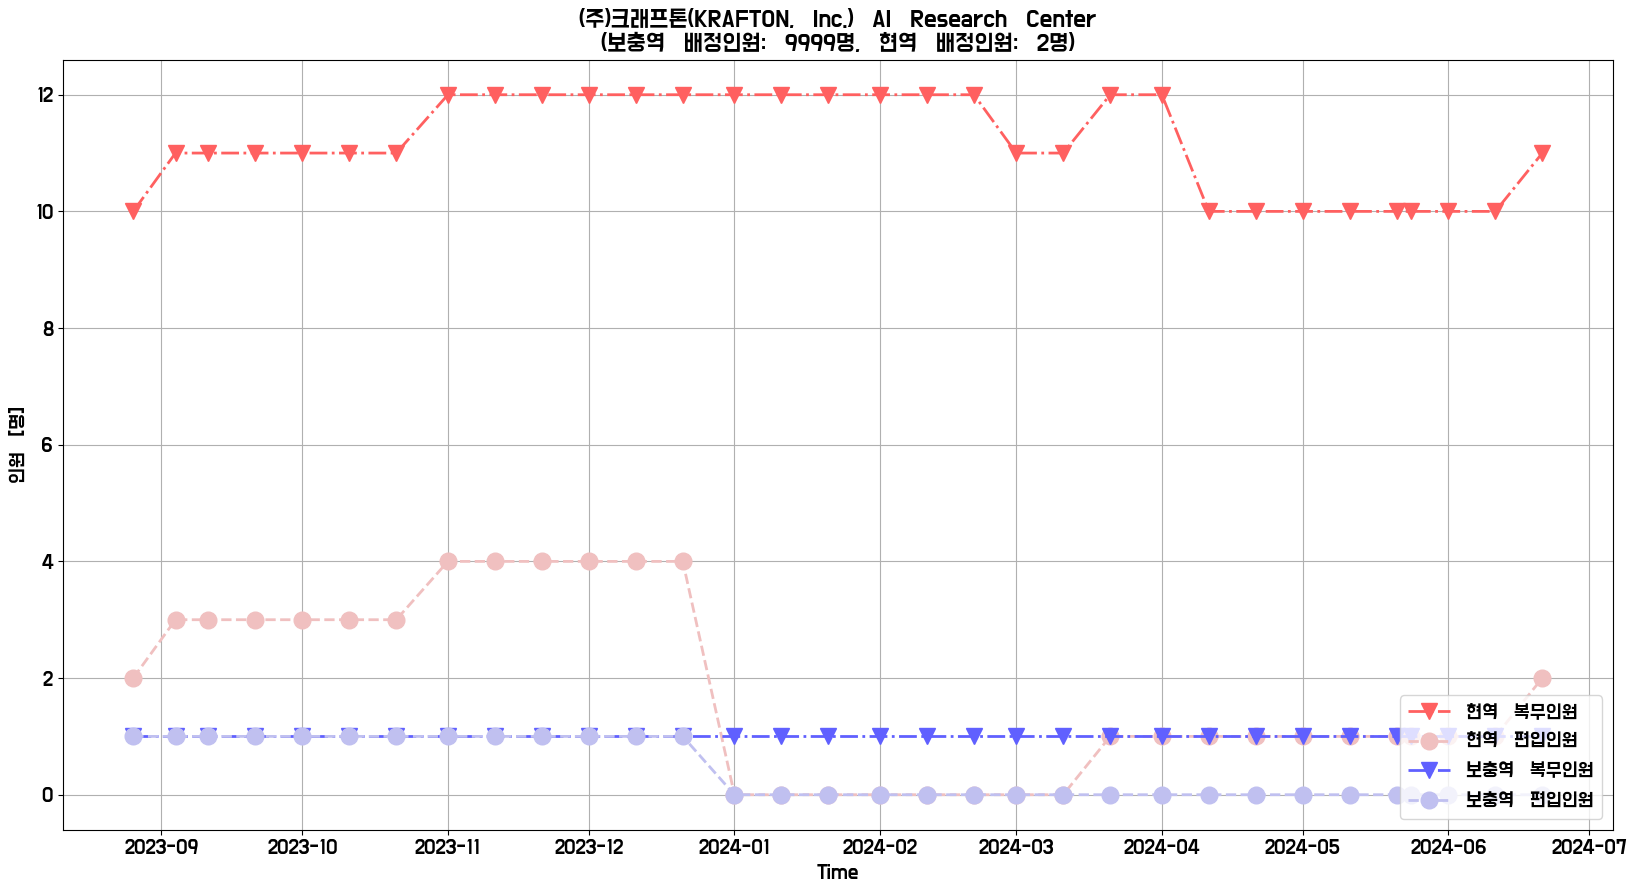 (주)크래프톤(KRAFTON, Inc.) AI Research Center
(보충역 배정인원: 9999명, 현역 배정인원: 2명)
12
10
8
6
4
2
0
인원 [명]
현역 복무인원
현역 편입인원
보충역 복무인원
보충역 편입인원
2023-09 2023-10 2023-11 2023-12 2024-01 2024-02 2024-03 2024-04 2024-05 2024-06 2024-07
Time